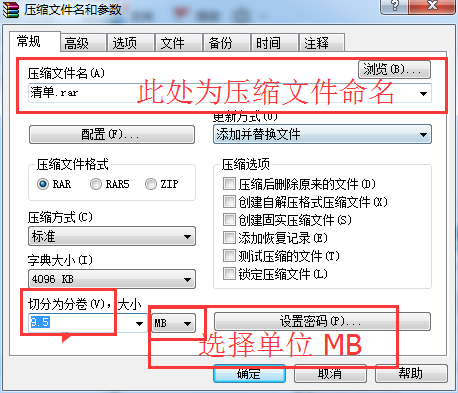 压缩文件名和参数
常规 高级 选项 文件 备份 时间 注释
压缩文件名(A) 浏览(B)...
清单.rar
此处为压缩文件命名
更新方式(U)
配置(F)... 添加并替换文件
压缩文件格式
RAR RAR5 ZIP
压缩方式(C)
标准
字典大小(I)
4096 KB
切分为分卷(V), 大小
9.5 MB
压缩选项
压缩后删除原来的文件(D)
创建自解压格式压缩文件(X)
创建固实压缩文件(S)
添加恢复记录(E)
测试压缩的文件(T)
锁定压缩文件(L)
设置密码(P)...
选择单位 MB
确定 取消 帮助